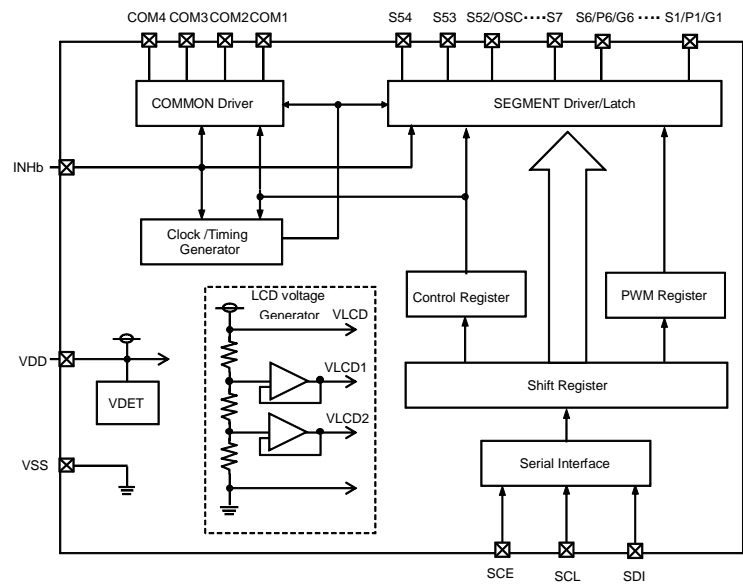 COM4 COM3 COM2 COM1
S54 S53 S52/OSC····S7 S6/P6/G6 ···· S1/P1/G1
COMMON Driver
SEGMENT Driver/Latch
INHb
Clock /Timing
Generator
LCD voltage
Generator
VLCD
Control Register
PWM Register
VDD
VDET
VLCD1
VLCD2
Shift Register
VSS
Serial Interface
SCE SCL SDI